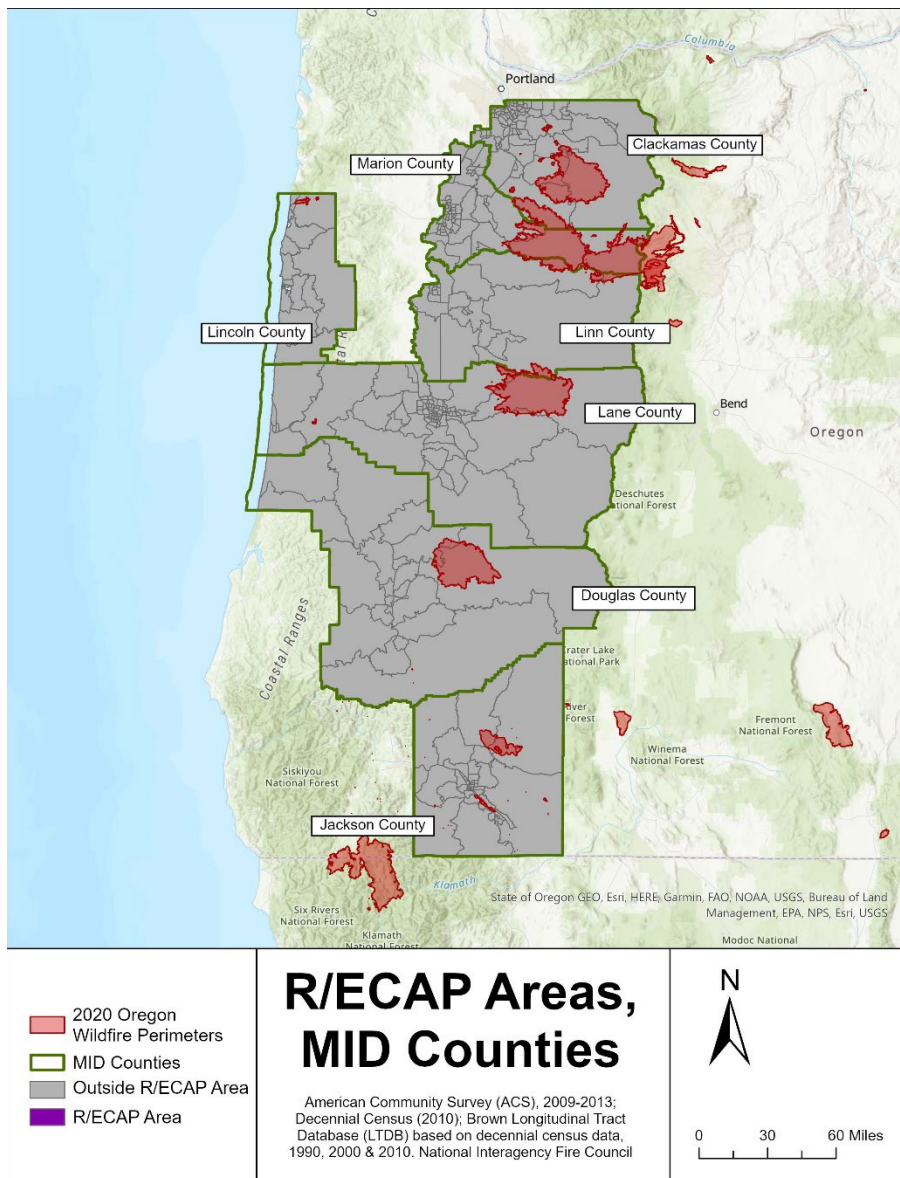 Columbia
Portland
Clackamas County
Marion County
Lincoln County
Linn County
Lane County
Bend
Oregon
Deschutes
National Forest
Douglas County
Coastal Ranges
Crater Lake
National Park
River
Forest
Winema
National Forest
Fremont
National Forest
Siskiyou
National Forest
Jackson County
Klamath
Six Rivers
National Forest
Klamath
National Forest
State of Oregon GEO, Esri, HERE, Garmin, FAO, NOAA, USGS, Bureau of Land
Management, EPA, NPS, Esri, USGS
Modoc National
2020 Oregon
Wildfire Perimeters
MID Counties
Outside R/ECAP Area
R/ECAP Area
R/ECAP Areas,
MID Counties
American Community Survey (ACS), 2009-2013;
Decennial Census (2010); Brown Longitudinal Tract
Database (LTDB) based on decennial census data,
1990, 2000 & 2010. National Interagency Fire Council
N
0 30 60 Miles